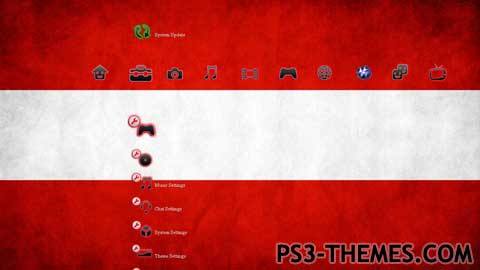 System Update
Music Settings
Chat Settings
System Settings
Theme Settings
PS3-THEMES.COM